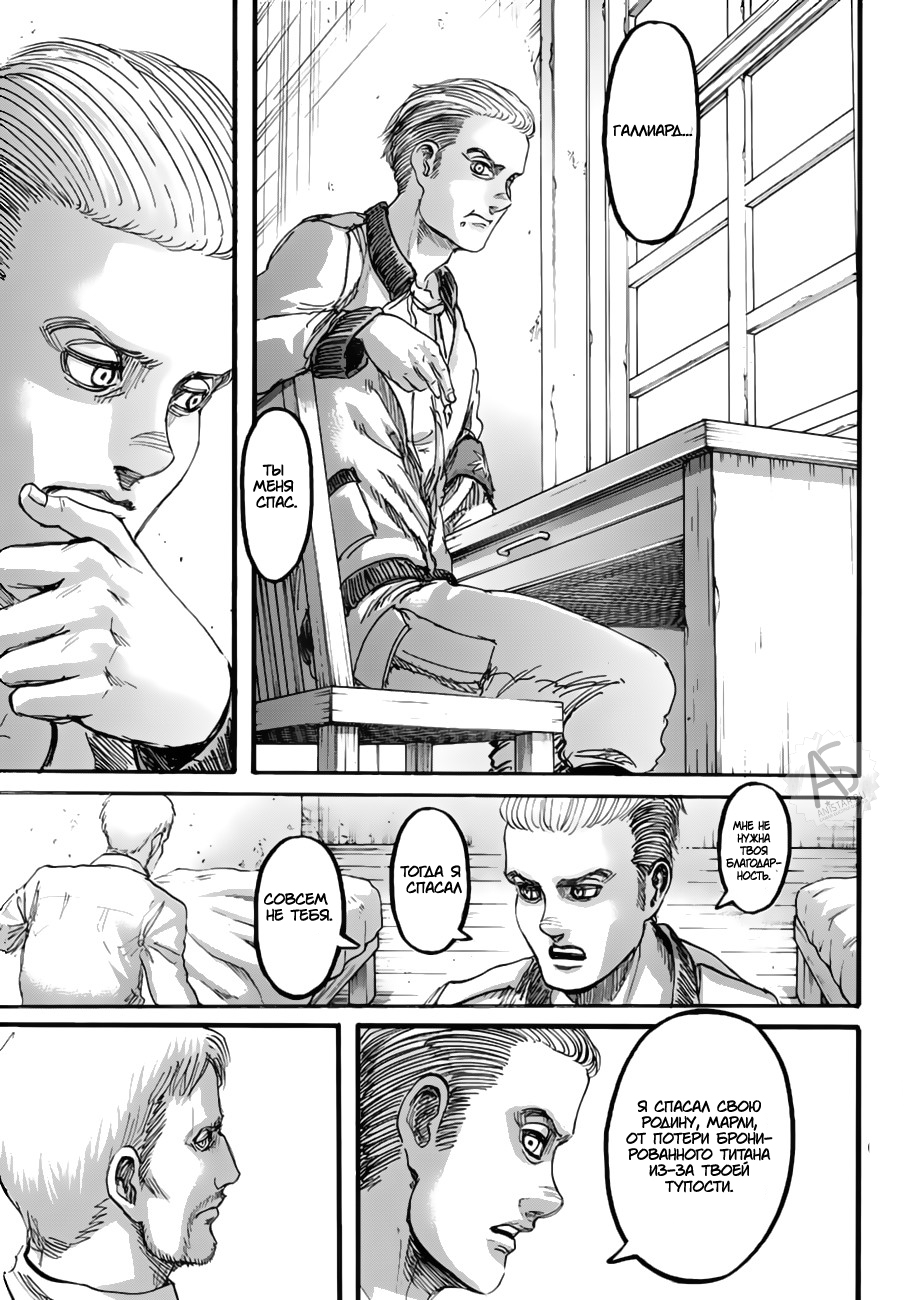 ГАЛЛИАРД...
ТЫ
МЕНЯ
СПАС.
МНЕ НЕ
НУЖНА
ТВОЯ
БЛАГОДАР-
НОСТЬ.
ТОГДА Я
СПАСАЛ
СОВСЕМ
НЕ ТЕБЯ.
Я СПАСАЛ СВОЮ
РОДИНУ, МАРЛИ,
ОТ ПОТЕРИ БРОНИ-
РОВАННОГО ТИТАНА
ИЗ-ЗА ТВОЕЙ
ТУПОСТИ.